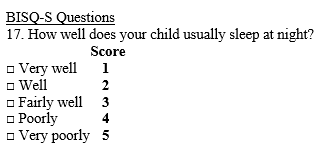 BISQ-S Questions
17. How well does your child usually sleep at night?
Score
□ Very well 1
□ Well 2
□ Fairly well 3
□ Poorly 4
□ Very poorly 5